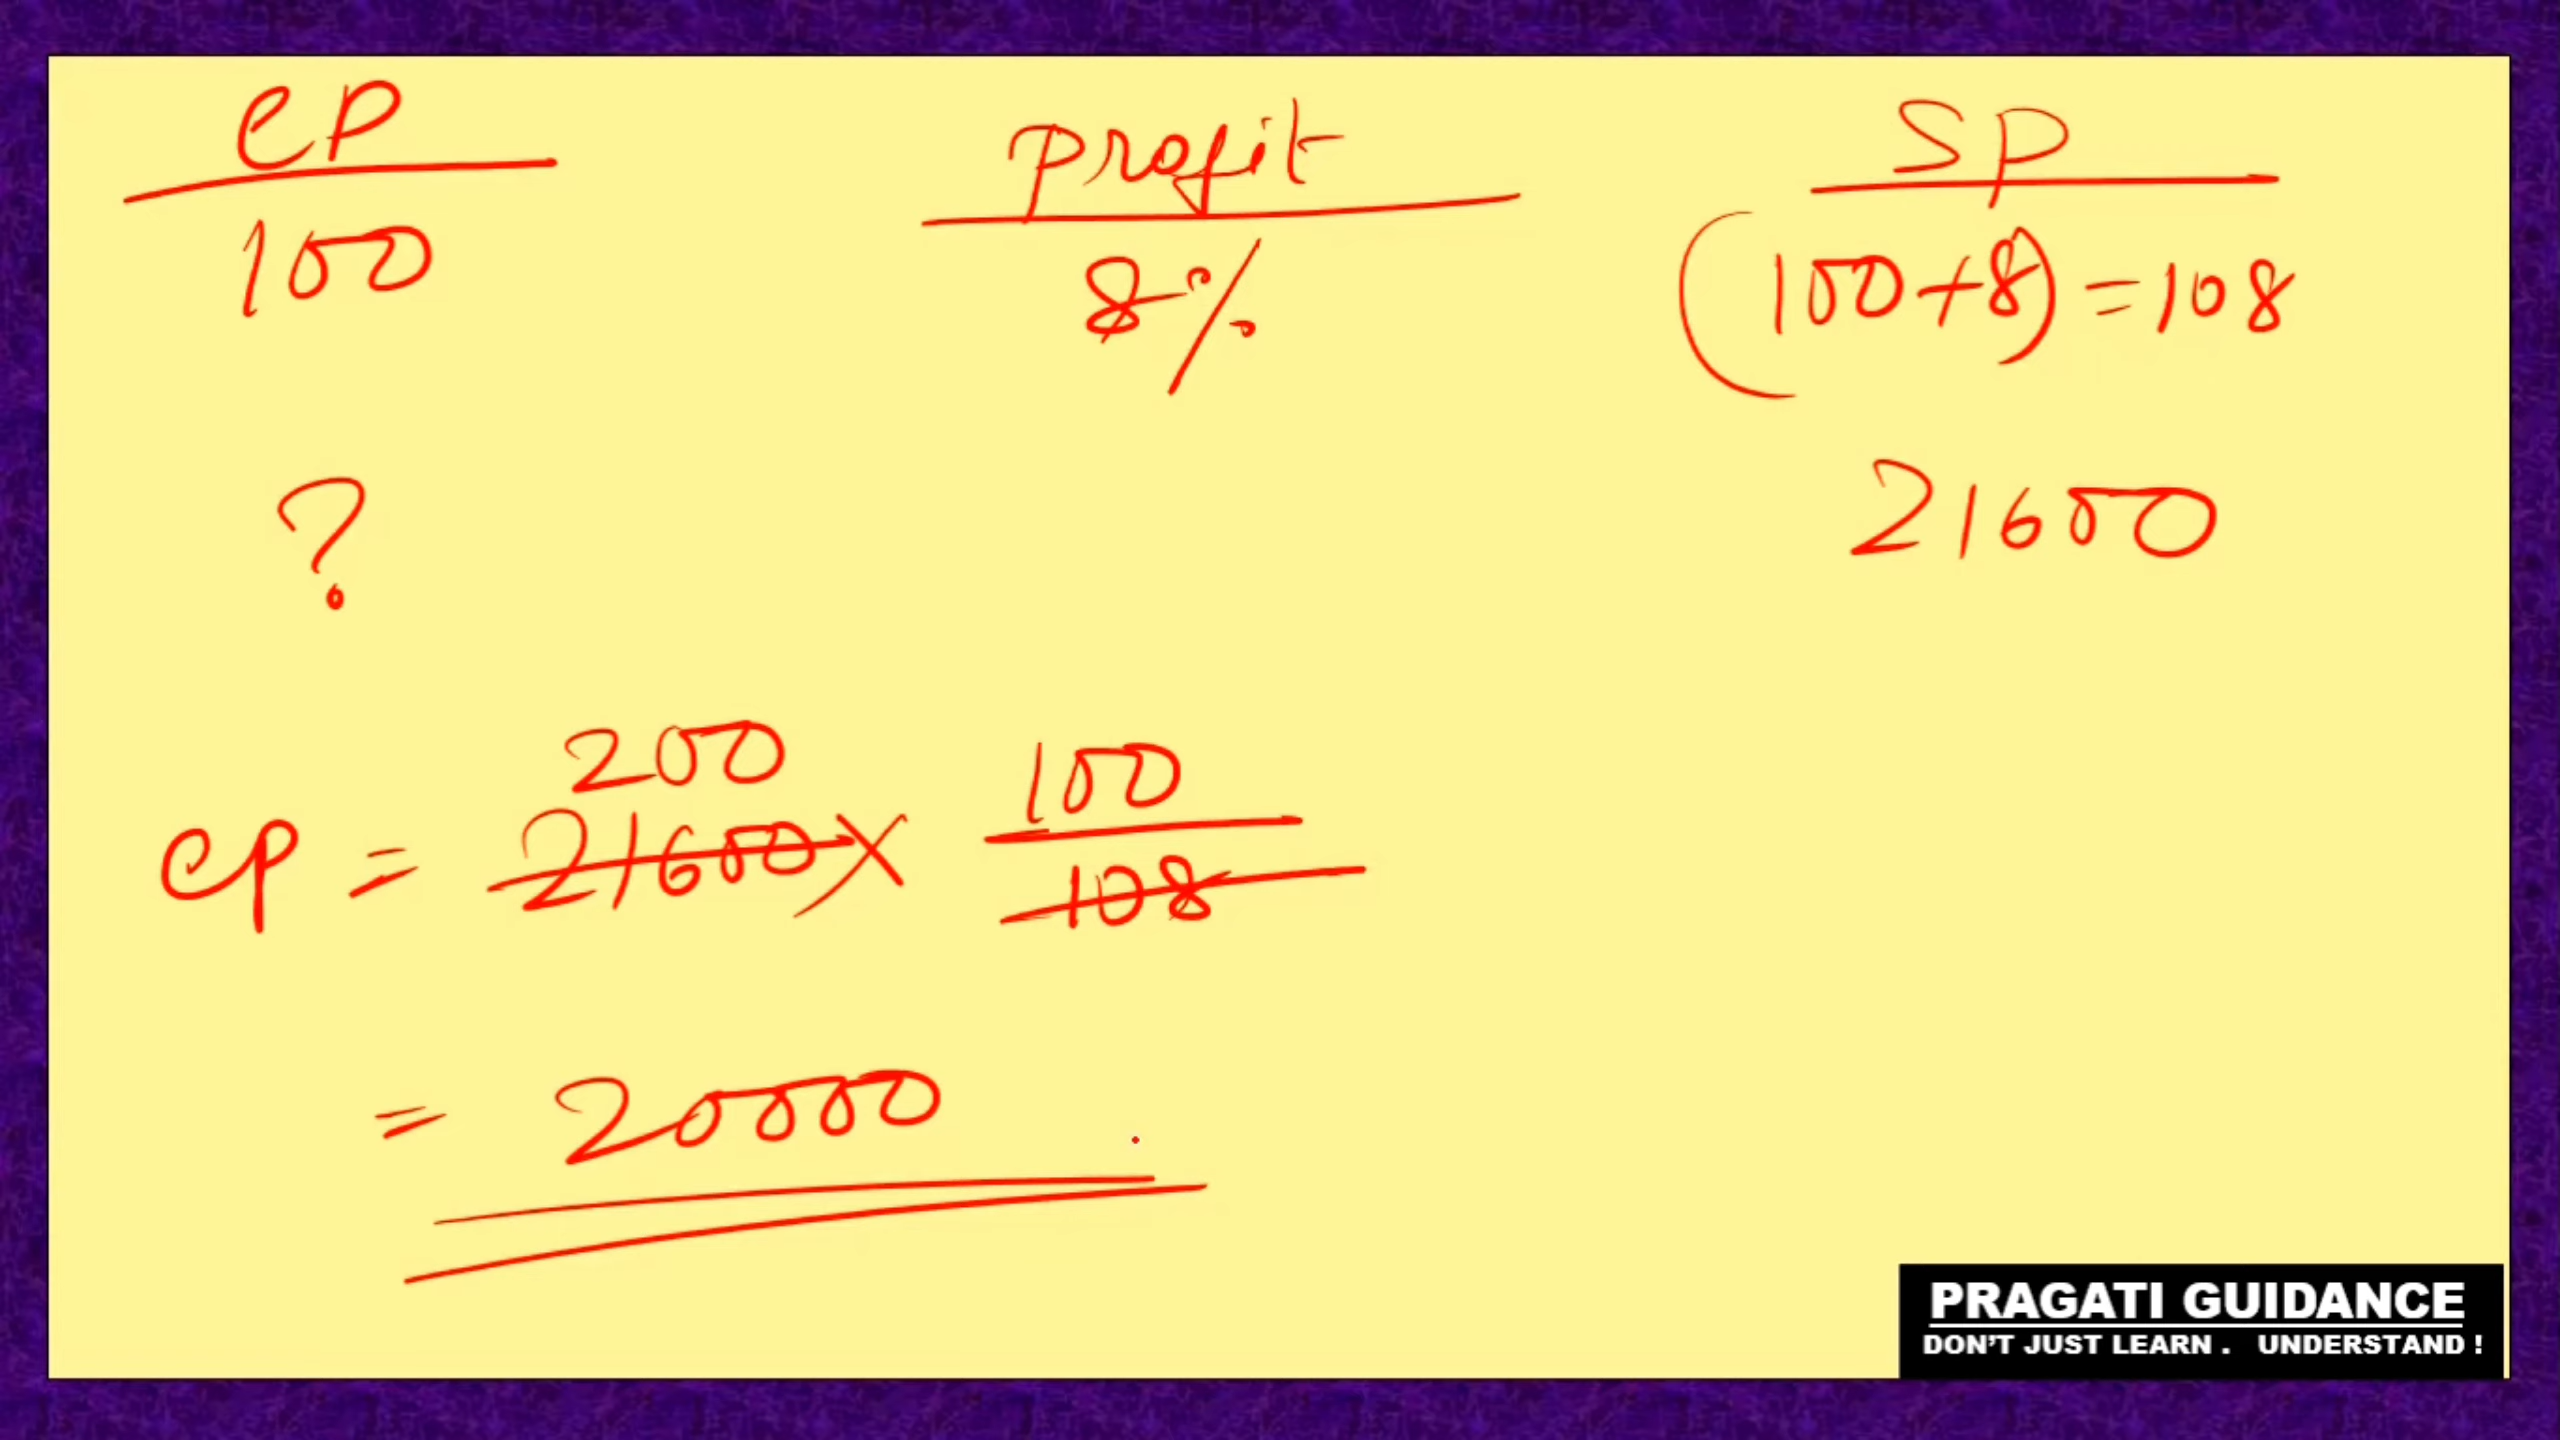 CP profit SP
100 8% (100+8) = 108
? 21600
200 100
CP = 21600 × 108
= 20000
PRAGATI GUIDANCE
DON'T JUST LEARN . UNDERSTAND !